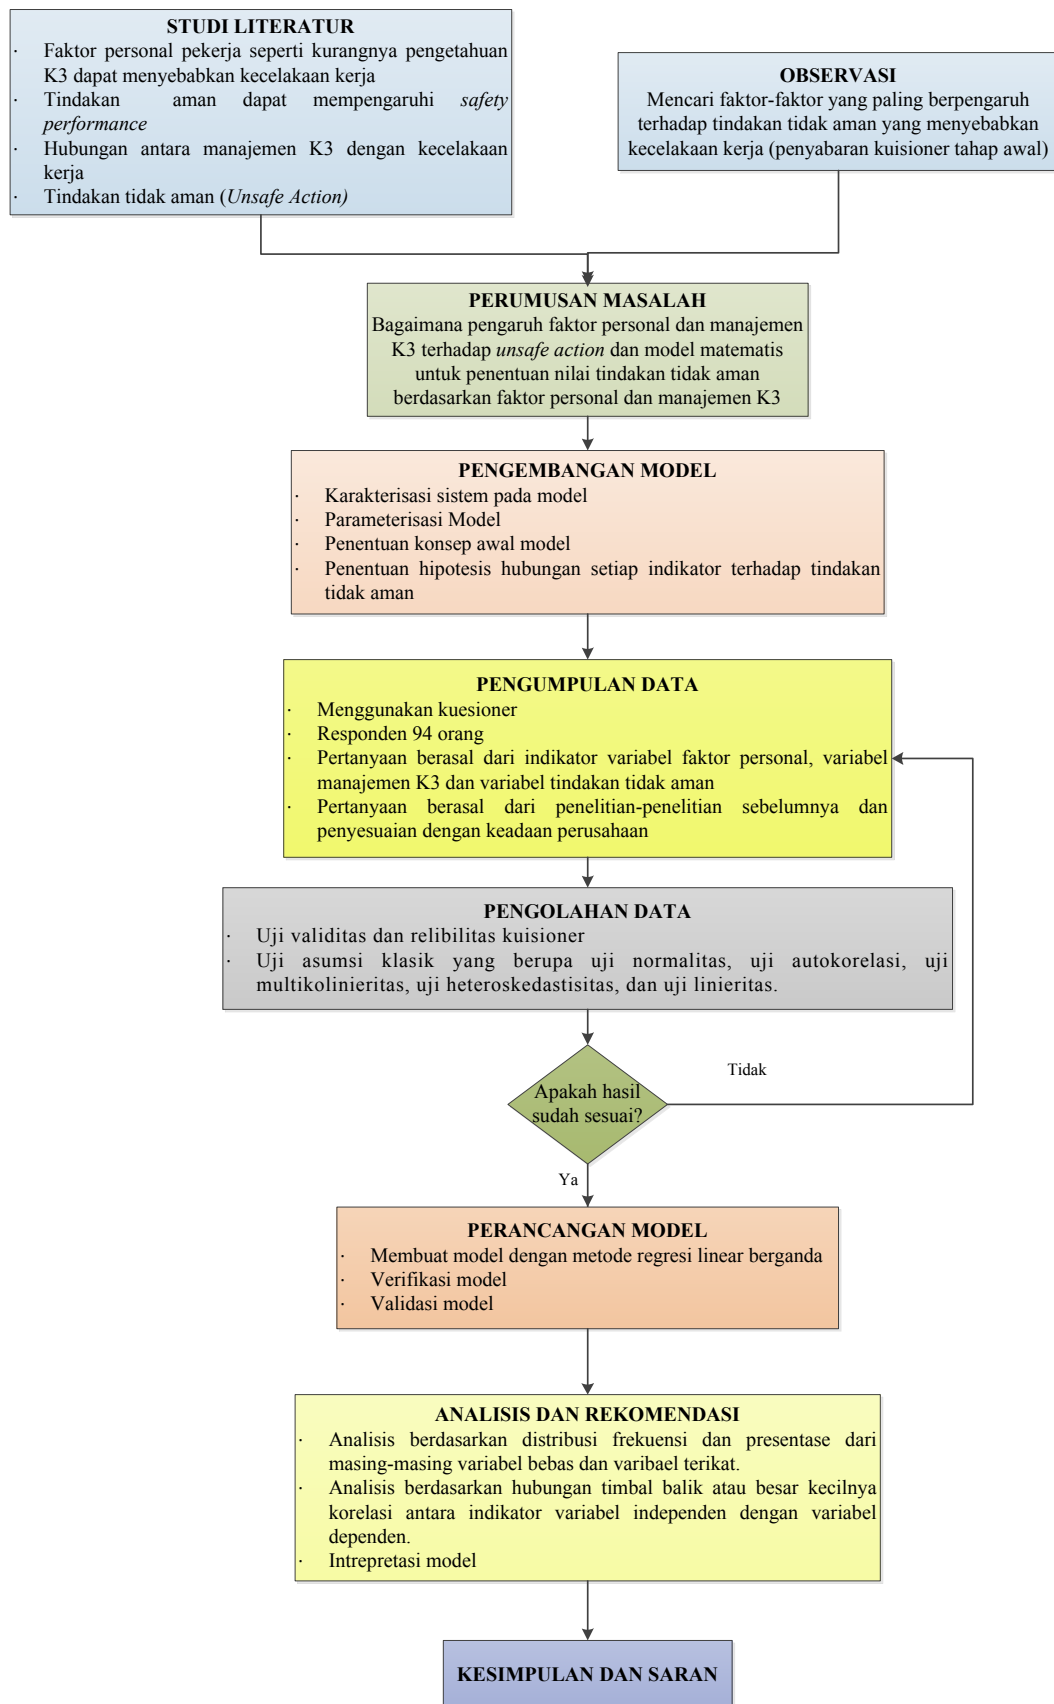 STUDI LITERATUR
· Faktor personal pekerja seperti kurangnya pengetahuan
K3 dapat menyebabkan kecelakaan kerja
· Tindakan aman dapat mempengaruhi safety
performance
· Hubungan antara manajemen K3 dengan kecelakaan
kerja
· Tindakan tidak aman (Unsafe Action)
OBSERVASI
Mencari faktor-faktor yang paling berpengaruh
terhadap tindakan tidak aman yang menyebabkan
kecelakaan kerja (penyabaran kuisioner tahap awal)
PERUMUSAN MASALAH
Bagaimana pengaruh faktor personal dan manajemen
K3 terhadap unsafe action dan model matematis
untuk penentuan nilai tindakan tidak aman
berdasarkan faktor personal dan manajemen K3
PENGEMBANGAN MODEL
· Karakterisasi sistem pada model
· Parameterisasi Model
· Penentuan konsep awal model
· Penentuan hipotesis hubungan setiap indikator terhadap tindakan
tidak aman
PENGUMPULAN DATA
· Menggunakan kuesioner
· Responden 94 orang
· Pertanyaan berasal dari indikator variabel faktor personal, variabel
manajemen K3 dan variabel tindakan tidak aman
· Pertanyaan berasal dari penelitian-penelitian sebelumnya dan
penyesuaian dengan keadaan perusahaan
PENGOLAHAN DATA
· Uji validitas dan relibilitas kuisioner
· Uji asumsi klasik yang berupa uji normalitas, uji autokorelasi, uji
multikolinieritas, uji heteroskedastisitas, dan uji linieritas.
Apakah hasil
sudah sesuai?
Tidak
Ya
PERANCANGAN MODEL
· Membuat model dengan metode regresi linear berganda
· Verifikasi model
· Validasi model
ANALISIS DAN REKOMENDASI
· Analisis berdasarkan distribusi frekuensi dan presentase dari
masing-masing variabel bebas dan varibael terikat.
· Analisis berdasarkan hubungan timbal balik atau besar kecilnya
korelasi antara indikator variabel independen dengan variabel
dependen.
· Intrepretasi model
KESIMPULAN DAN SARAN